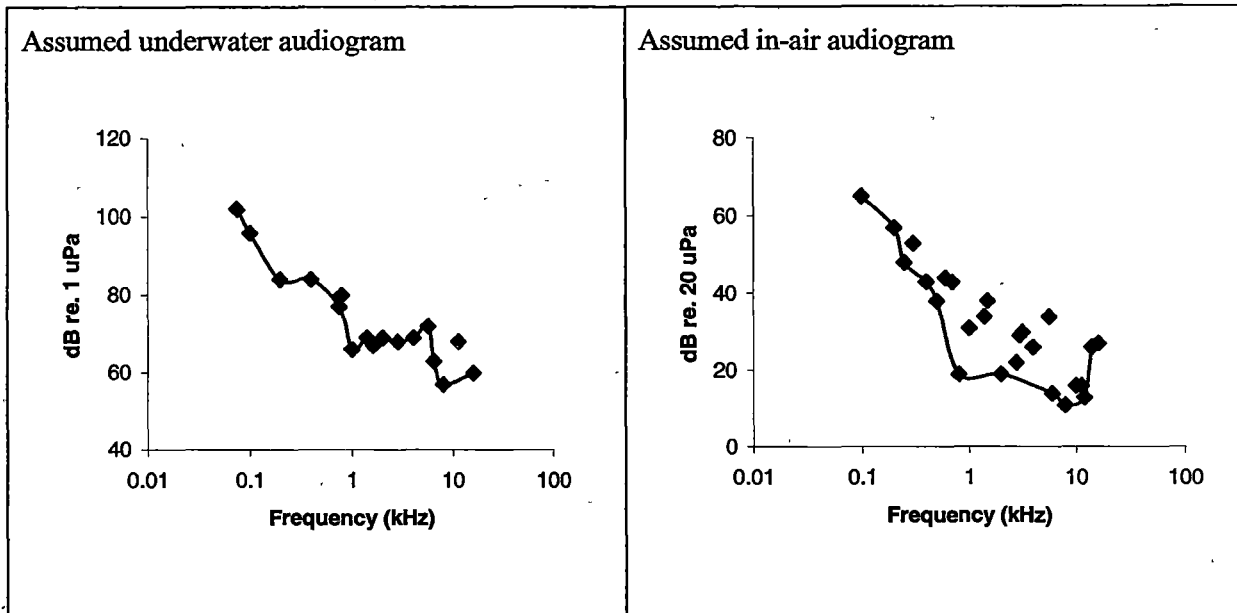 Assumed underwater audiogram
120
100
80
60
40
dB re. 1 uPa
0.01 0.1 1 10 100
Frequency (kHz)
Assumed in-air audiogram
80
60
40
20
0
dB re. 20 uPa
0.01 0.1 1 10 100
Frequency (kHz)